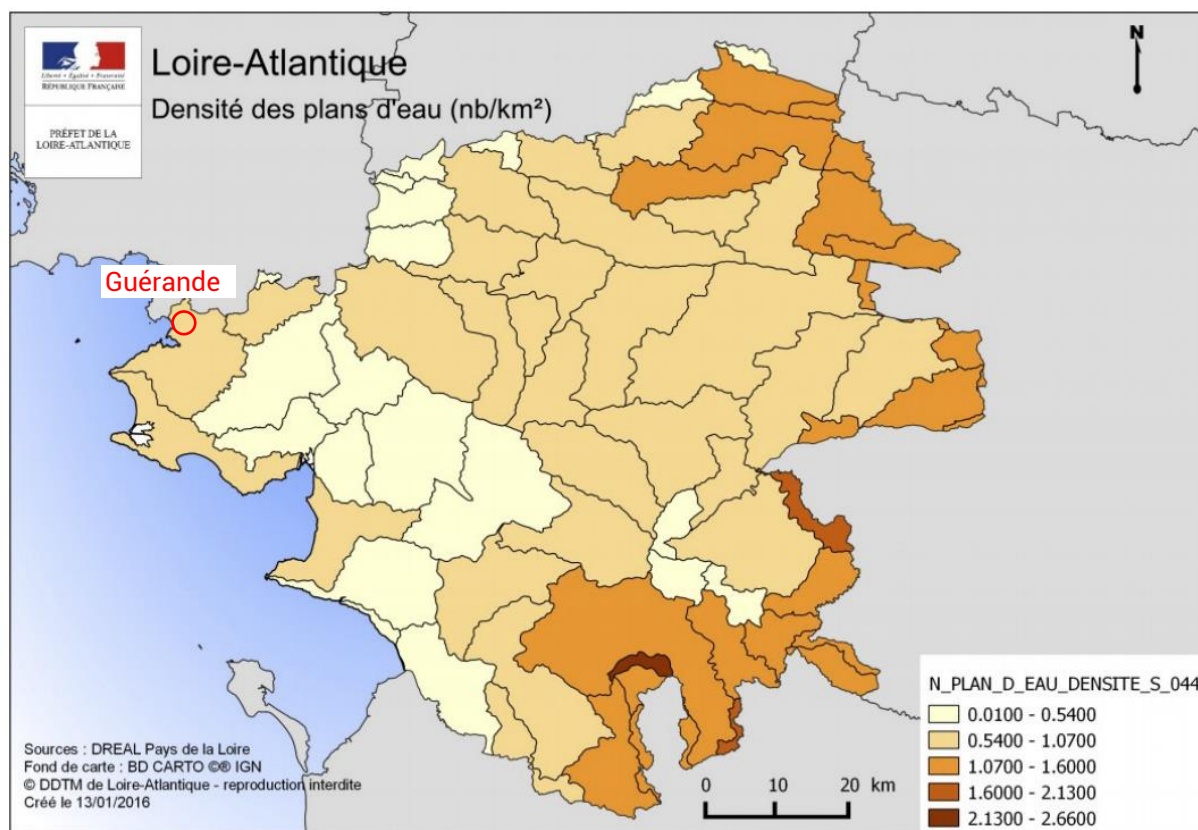 Liberté • Égalité • Fraternité
RÉPUBLIQUE FRANÇAISE
PRÉFET DE LA
LOIRE-ATLANTIQUE
Loire-Atlantique
Densité des plans d'eau (nb/km²)
N
Guérande
N_PLAN_D_EAU_DENSITE_S_044
0.0100 - 0.5400
0.5400 - 1.0700
1.0700 - 1.6000
1.6000 - 2.1300
2.1300 - 2.6600
0 10 20 km
Sources : DREAL Pays de la Loire
Fond de carte : BD CARTO ©® IGN
© DDTM de Loire-Atlantique - reproduction interdite
Créé le 13/01/2016